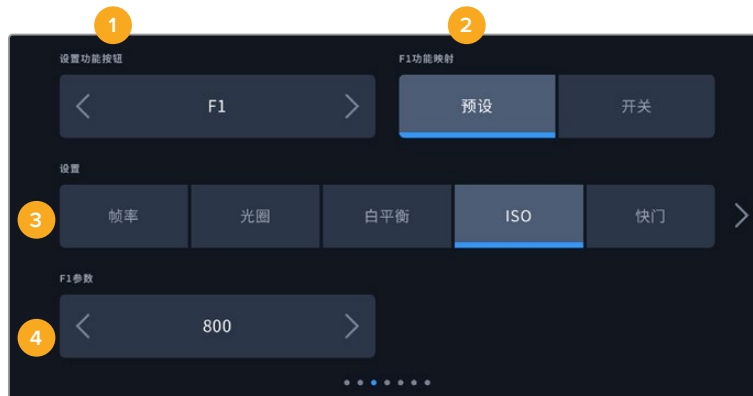 1 2
设置功能按钮 F1功能映射
F1 预设 开关
设置
3 帧率 光圈 白平衡 ISO 快门
F1参数
4 800